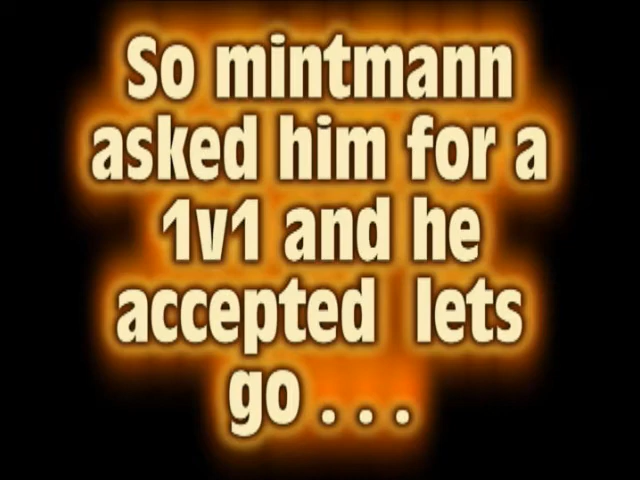 So mintmann
asked him for a
1v1 and he
accepted  lets
go . . .